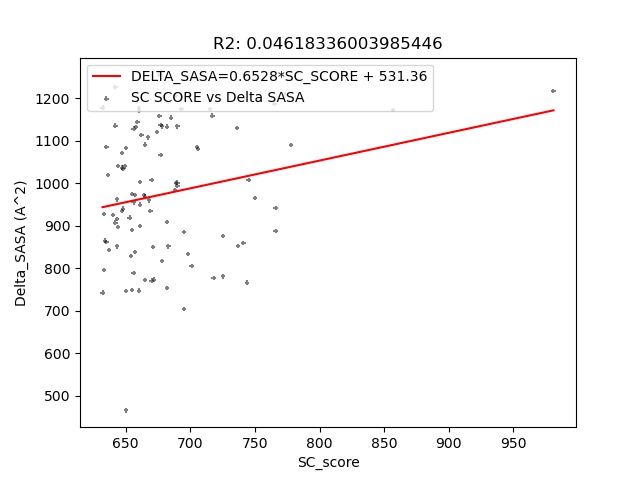 R2: 0.04618336003985446
DELTA_SASA=0.6528*SC_SCORE + 531.36
SC SCORE vs Delta SASA
1200
1100
1000
900
800
700
600
500
Delta_SASA (A^2)
650 700 750 800 850 900 950
SC_score